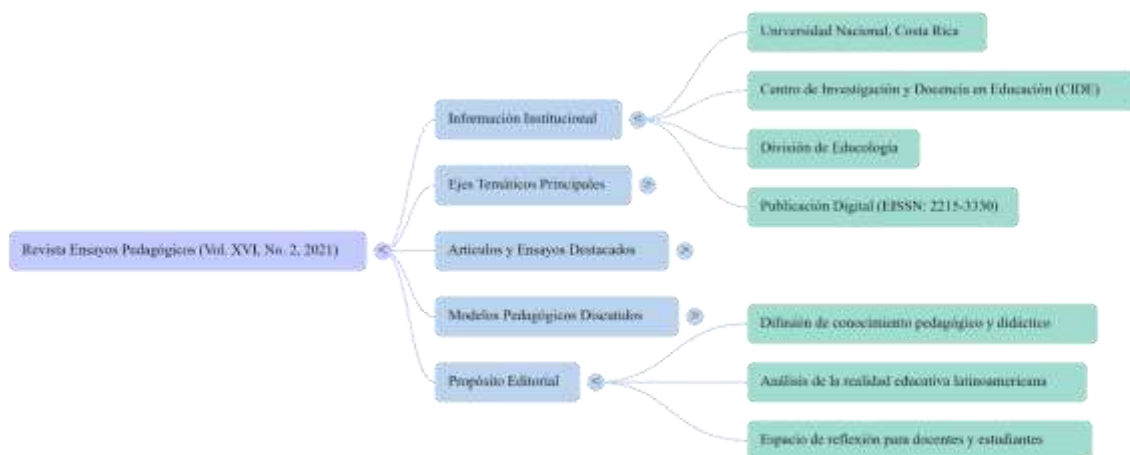 Revista Ensayos Pedagógicos (Vol. XVI, No. 2, 2021)
Información Institucional
Universidad Nacional, Costa Rica
Centro de Investigación y Docencia en Educación (CIDE)
División de Educología
Publicación Digital (EISSN: 2215-3330)
Ejes Temáticos Principales
Artículos y Ensayos Destacados
Modelos Pedagógicos Discutidos
Propósito Editorial
Difusión de conocimiento pedagógico y didáctico
Análisis de la realidad educativa latinoamericana
Espacio de reflexión para docentes y estudiantes